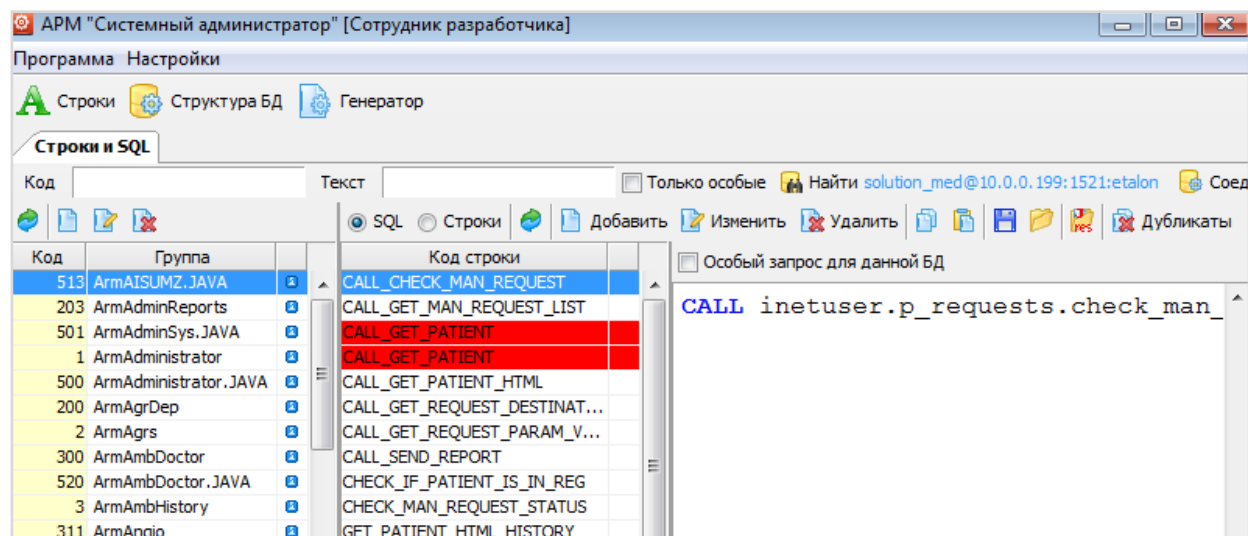 АРМ "Системный администратор" [Сотрудник разработчика]
Программа Настройки
Строки Структура БД Генератор
Строки и SQL
Код Текст Только особые Найти solution_med@10.0.0.199:1521:etalon Соед
SQL Строки Добавить Изменить Удалить Дубликаты
Код Группа Код строки Особый запрос для данной БД
513 ArmAISUMZ.JAVA CALL_CHECK_MAN_REQUEST
CALL inetuser.p_requests.check_man_
203 ArmAdminReports CALL_GET_MAN_REQUEST_LIST
501 ArmAdminSys.JAVA CALL_GET_PATIENT
1 ArmAdministrator CALL_GET_PATIENT
500 ArmAdministrator.JAVA CALL_GET_PATIENT_HTML
200 ArmAgrDep CALL_GET_REQUEST_DESTINAT...
2 ArmAgrs CALL_GET_REQUEST_PARAM_V...
300 ArmAmbDoctor CALL_SEND_REPORT
520 ArmAmbDoctor.JAVA CHECK_IF_PATIENT_IS_IN_REG
3 ArmAmbHistory CHECK_MAN_REQUEST_STATUS
311 ArmAngio GET_PATIENT_HTML_HISTORY